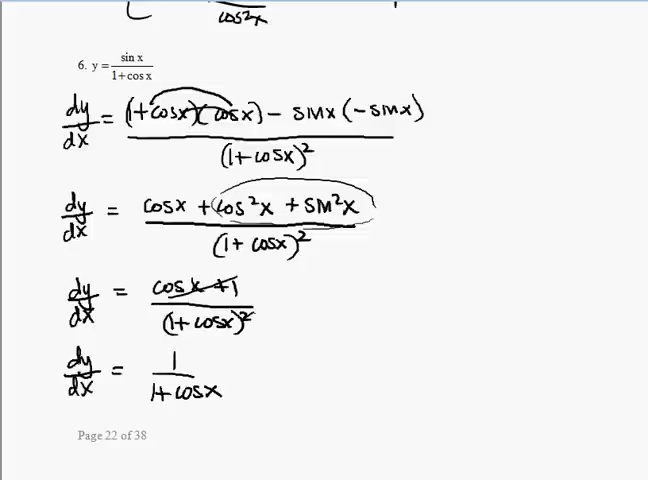 cos²x
6. y = sin x / 1 + cos x
dy/dx = (1+cosx)(cosx) - sinx(-sinx) / (1+cosx)²
dy/dx = cosx + cos²x + sin²x / (1+cosx)²
dy/dx = cosx +1 / (1+cosx)²
dy/dx = 1 / 1+cosx
Page 22 of 38